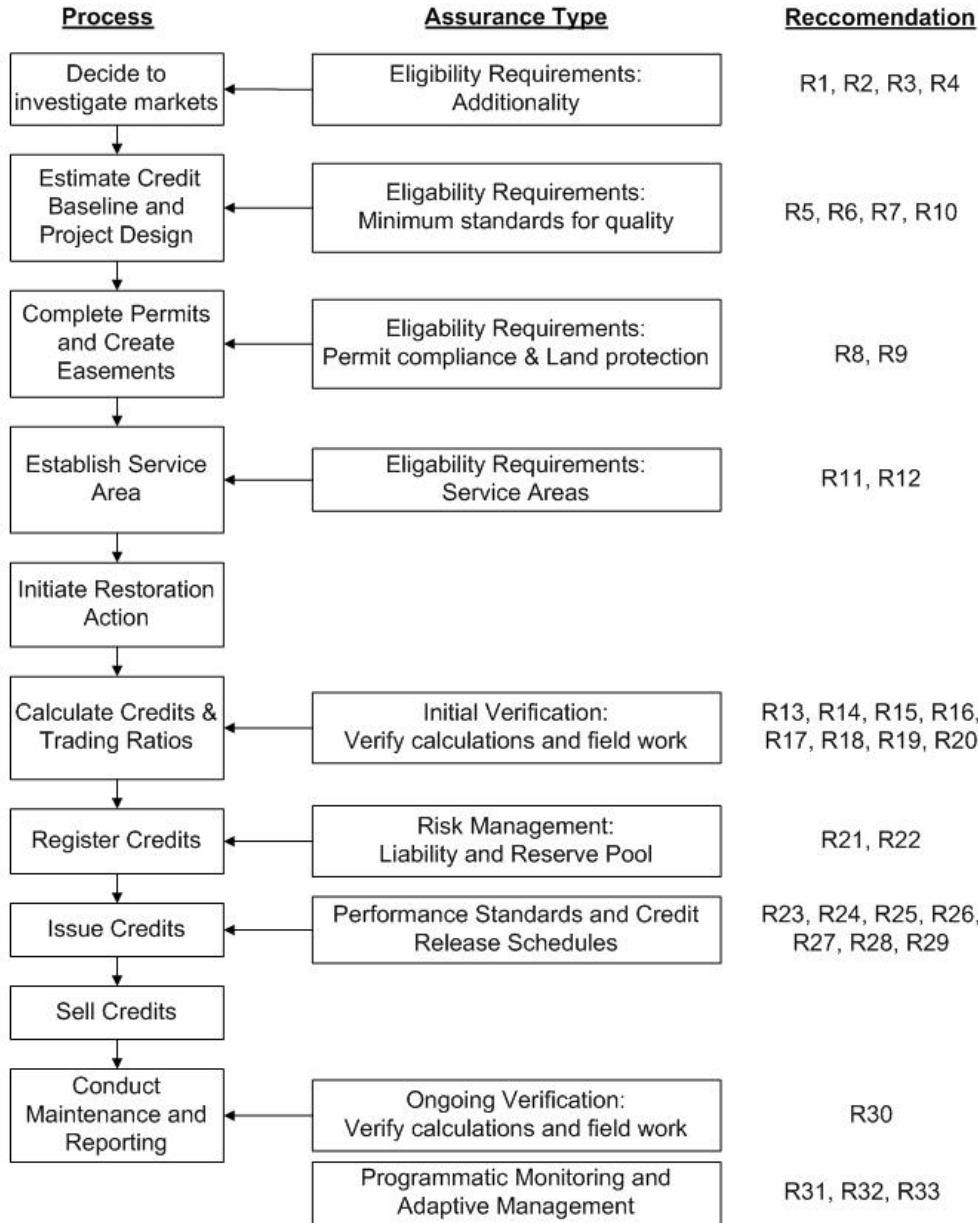 Process
Assurance Type
Reccomendation
Decide to
investigate markets
Eligibility Requirements:
Additionality
R1, R2, R3, R4
Estimate Credit
Baseline and
Project Design
Eligability Requirements:
Minimum standards for quality
R5, R6, R7, R10
Complete Permits
and Create
Easements
Eligability Requirements:
Permit compliance & Land protection
R8, R9
Establish Service
Area
Eligability Requirements:
Service Areas
R11, R12
Initiate Restoration
Action
Calculate Credits &
Trading Ratios
Initial Verification:
Verify calculations and field work
R13, R14, R15, R16,
R17, R18, R19, R20
Register Credits
Risk Management:
Liability and Reserve Pool
R21, R22
Issue Credits
Performance Standards and Credit
Release Schedules
R23, R24, R25, R26,
R27, R28, R29
Sell Credits
Conduct
Maintenance and
Reporting
Ongoing Verification:
Verify calculations and field work
R30
Programmatic Monitoring and
Adaptive Management
R31, R32, R33